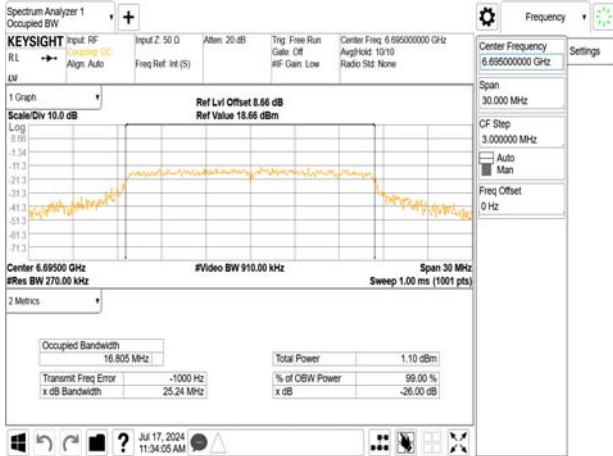 Spectrum Analyzer 1
Occupied BW
+
Frequency
KEYSIGHT
RL
Input: RF
Coupling: DC
Align: Auto
Input Z: 50 Ω
Freq Ref: Int (S)
Atten: 20 dB
Trig: Free Run
Gate: Off
#IF Gain: Low
Center Freq: 6.695000000 GHz
Avg|Hold: 10/10
Radio Std: None
Center Frequency
6.695000000 GHz
Settings
Span
30.000 MHz
CF Step
3.000000 MHz
Auto
Man
Freq Offset
0 Hz
1 Graph
Scale/Div 10.0 dB
Ref Lvl Offset 8.66 dB
Ref Value 18.66 dBm
Log
8.66
-1.34
-11.3
-21.3
-31.3
-41.3
-51.3
-61.3
-71.3
Center 6.69500 GHz
#Res BW 270.00 kHz
#Video BW 910.00 kHz
Span 30 MHz
Sweep 1.00 ms (1001 pts)
2 Metrics
Occupied Bandwidth
16.805 MHz
Total Power 1.10 dBm
Transmit Freq Error -1000 Hz
% of OBW Power 99.00 %
x dB Bandwidth 25.24 MHz
x dB -26.00 dB
?
Jul 17, 2024
11:34:05 AM